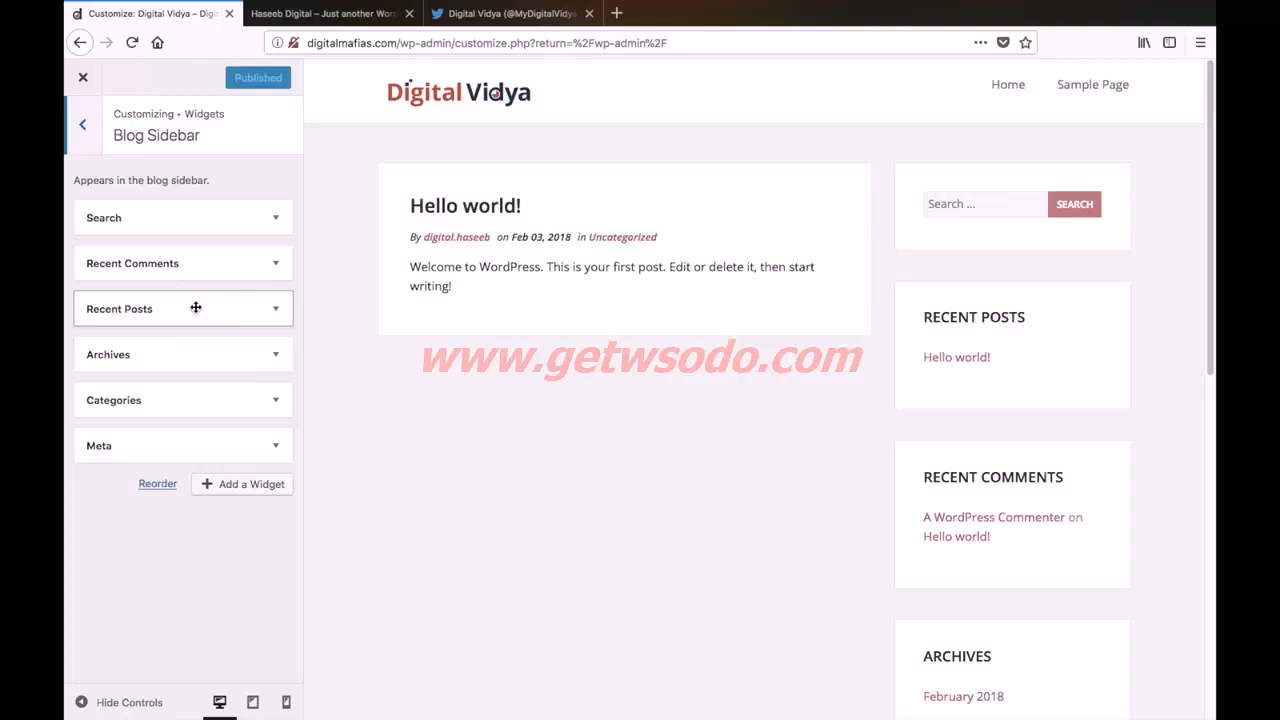 Customize: Digital Vidya – Digi
Haseeb Digital – Just another Wor
Digital Vidya (@MyDigitalVidya
digitalmafias.com/wp-admin/customize.php?return=%2Fwp-admin%2F
Published
Customizing • Widgets
Blog Sidebar
Appears in the blog sidebar.
Search
Recent Comments
Recent Posts
Archives
Categories
Meta
Reorder
Add a Widget
Hide Controls
Digital Vidya
Home
Sample Page
Hello world!
By digital.haseeb on Feb 03, 2018 in Uncategorized
Welcome to WordPress. This is your first post. Edit or delete it, then start
writing!
www.getwsodo.com
Search ...
SEARCH
RECENT POSTS
Hello world!
RECENT COMMENTS
A WordPress Commenter on
Hello world!
ARCHIVES
February 2018